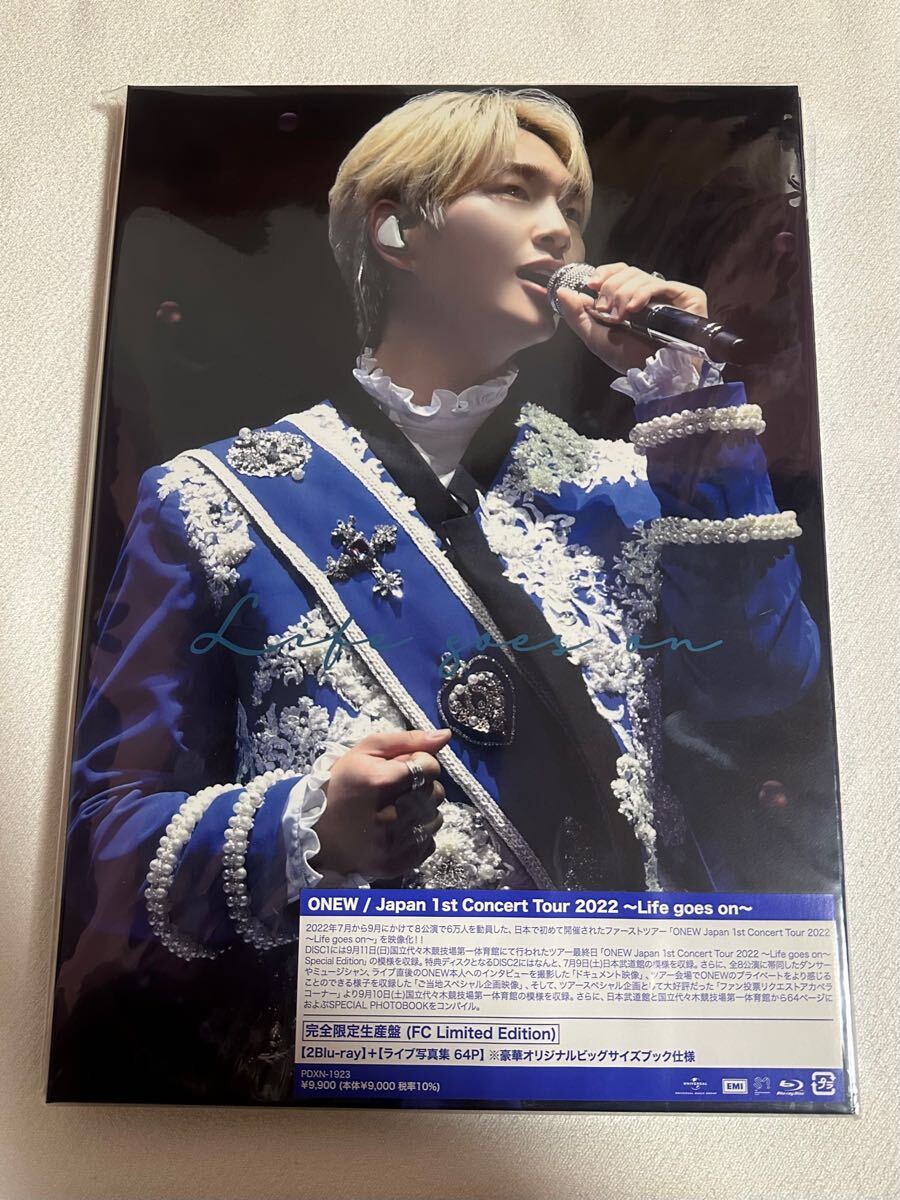 Life goes on
ONEW / Japan 1st Concert Tour 2022 ～Life goes on～
2022年7月から9月にかけて8公演で6万人を動員した、日本で初めて開催されたファーストツアー「ONEW Japan 1st Concert Tour 2022
～Life goes on～」を映像化!!
DISC1には9月11日(日)国立代々木競技場第一体育館にて行われたツアー最終日「ONEW Japan 1st Concert Tour 2022 ～Life goes on～
Special Edition」の模様を収録。特典ディスクとなるDISC2にはなんと、7月9日(土)日本武道館の模様を収録。さらに、全8公演に帯同したダンサー
やミュージシャン、ライブ直後のONEW本人へのインタビューを撮影した「ドキュメント映像」、ツアー会場でONEWのプライベートをより感じる
ことのできる様子を収録した「ご当地スペシャル企画映像」、そして、ツアースペシャル企画として大好評だった「ファン投票リクエストアカペラ
コーナー」より9月10日(土)国立代々木競技場第一体育館の模様を収録。さらに、日本武道館と国立代々木競技場第一体育館から64ページに
およぶSPECIAL PHOTOBOOKをコンパイル。
完全限定生産盤 (FC Limited Edition)
【2Blu-ray】+【ライブ写真集 64P】 ※豪華オリジナルビッグサイズブック仕様
PDXN-1923
¥9,900 (本体¥9,000 税率10%)
UNIVERSAL
UNIVERSAL MUSIC GROUP
EMI
Blu-ray Disc